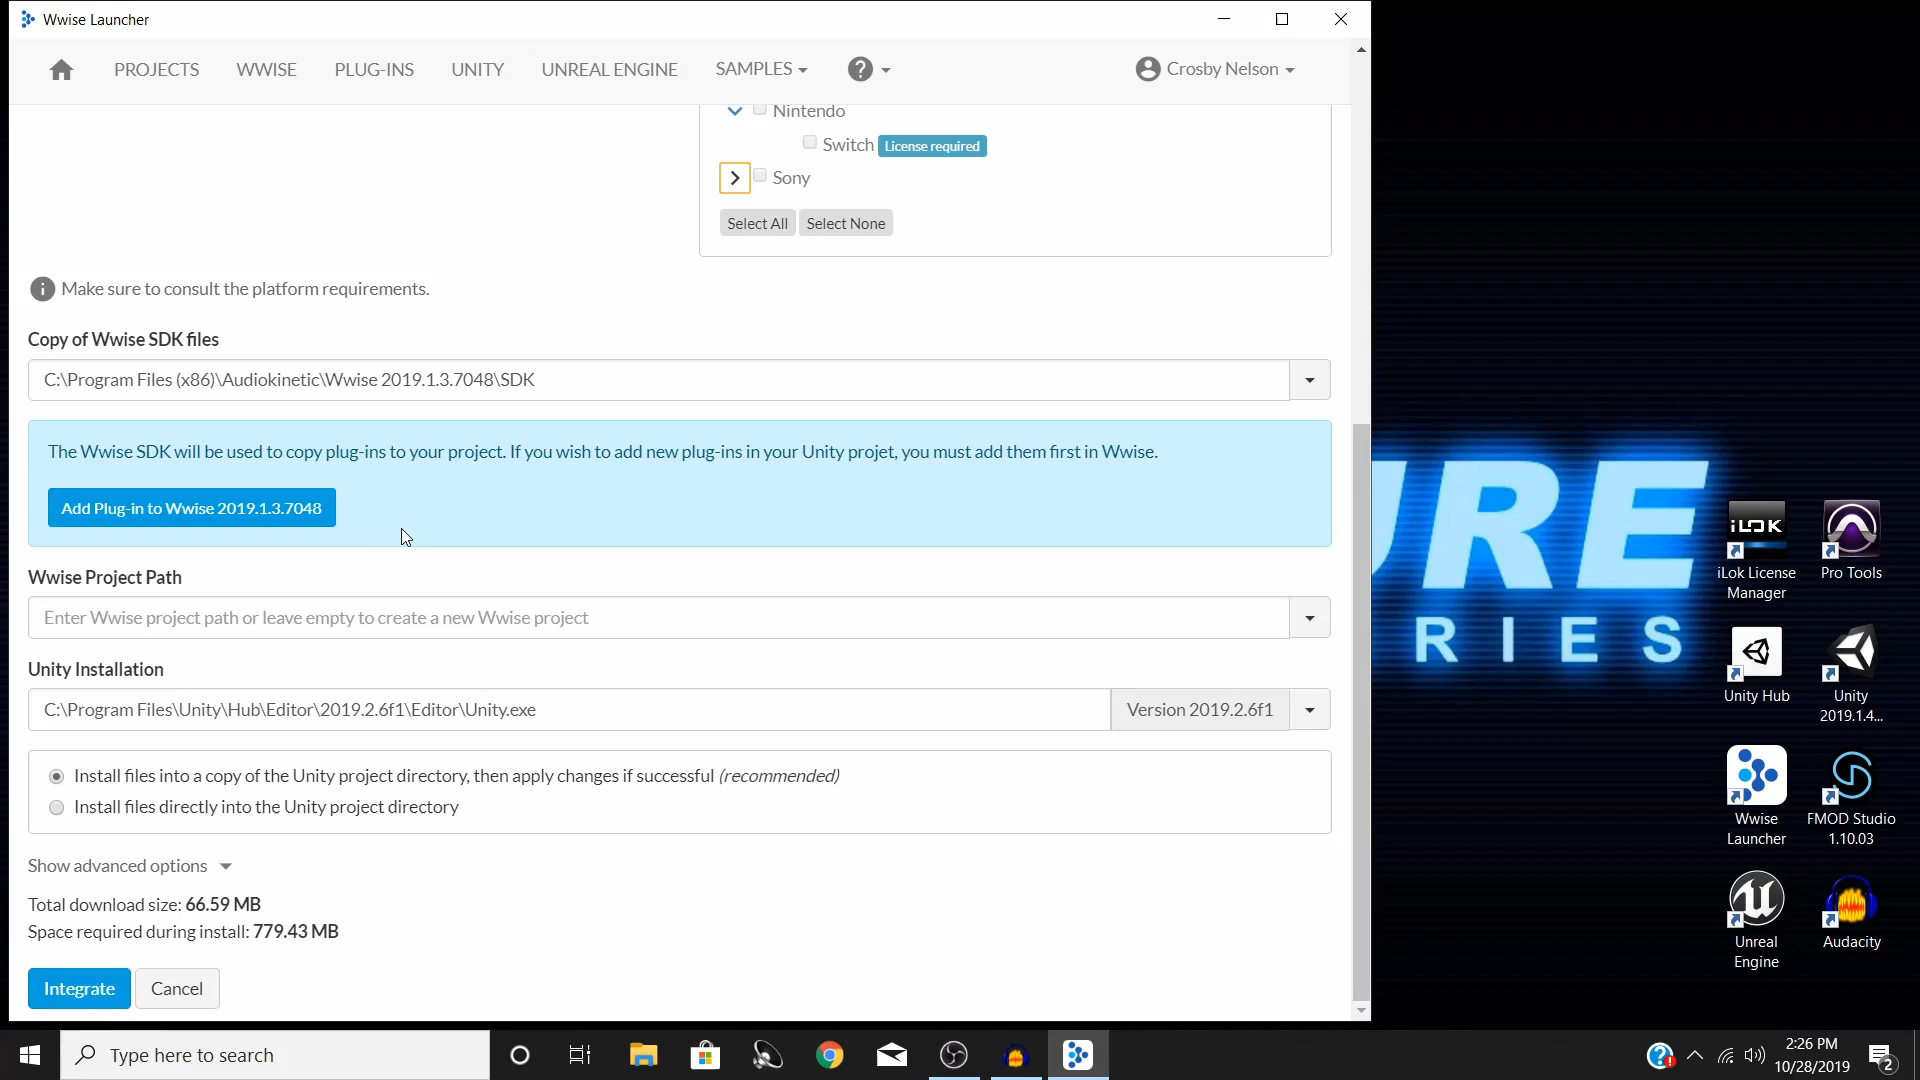 Wwise Launcher
PROJECTS WWISE PLUG-INS UNITY UNREAL ENGINE SAMPLES ? Crosby Nelson
Nintendo
Switch License required
Sony
Select All Select None
Make sure to consult the platform requirements.
Copy of Wwise SDK files
C:\Program Files (x86)\Audiokinetic\Wwise 2019.1.3.7048\SDK
The Wwise SDK will be used to copy plug-ins to your project. If you wish to add new plug-ins in your Unity projet, you must add them first in Wwise.
Add Plug-in to Wwise 2019.1.3.7048
Wwise Project Path
Enter Wwise project path or leave empty to create a new Wwise project
Unity Installation
C:\Program Files\Unity\Hub\Editor\2019.2.6f1\Editor\Unity.exe Version 2019.2.6f1
Install files into a copy of the Unity project directory, then apply changes if successful (recommended)
Install files directly into the Unity project directory
Show advanced options
Total download size: 66.59 MB
Space required during install: 779.43 MB
Integrate Cancel
URE
RIES
iLOK
iLok License
Manager
Pro Tools
Unity Hub
Unity
2019.1.4...
Wwise
Launcher
FMOD Studio
1.10.03
Unreal
Engine
Audacity
Type here to search
2:26 PM
10/28/2019
2